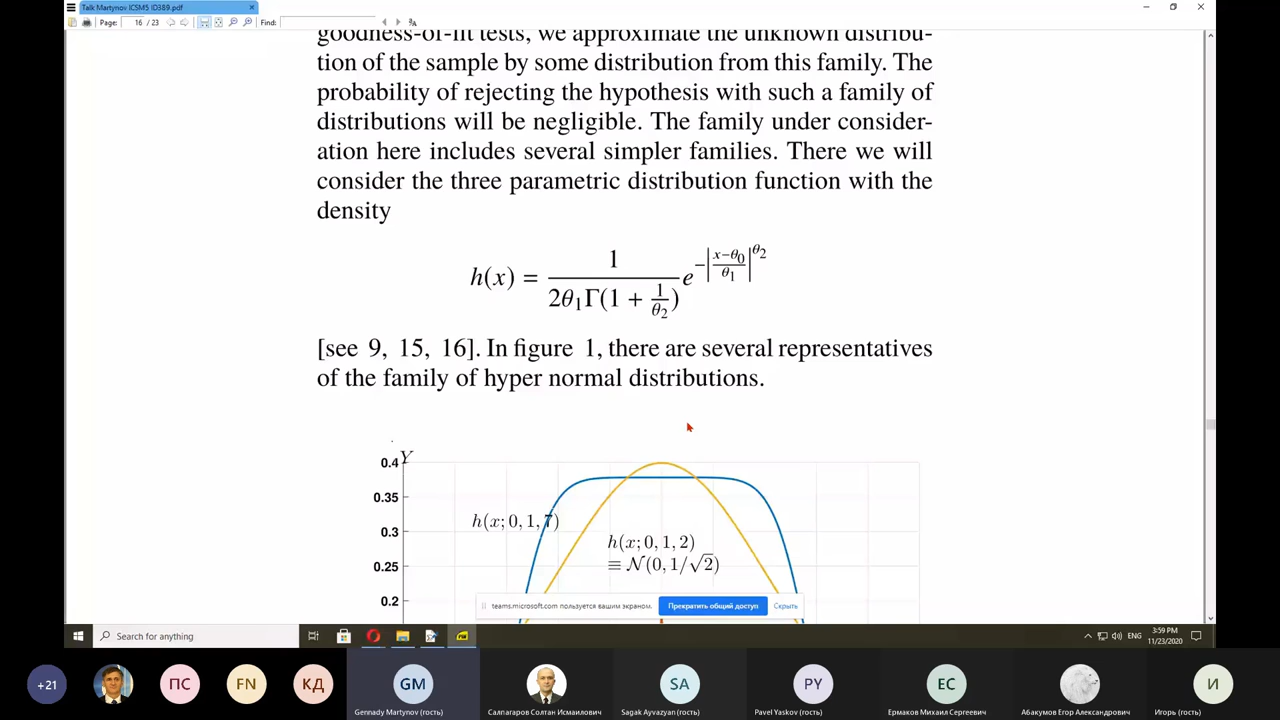 Talk Martynov ICSM5 ID389.pdf
Page: 16 / 23 Find:
goodness-of-fit tests, we approximate the unknown distribu-
tion of the sample by some distribution from this family. The
probability of rejecting the hypothesis with such a family of
distributions will be negligible. The family under consider-
ation here includes several simpler families. There we will
consider the three parametric distribution function with the
density
h(x) = 1 / 2θ₁Γ(1 + 1/θ₂) e^−|x−θ₀/θ₁|^θ₂
[see 9, 15, 16]. In figure 1, there are several representatives
of the family of hyper normal distributions.
Y
0.4
0.35
h(x; 0, 1, 7)
0.3
h(x; 0, 1, 2)
≡ N(0, 1/√2)
0.25
0.2
teams.microsoft.com пользуется вашим экраном. Прекратить общий доступ Скрыть
Search for anything
ENG
3:59 PM
11/23/2020
+21 ПС FN КД GM SA PY ЕС И
Gennady Martynov (гость) Салпагаров Солтан Исмаилович Sagak Ayvazyan (гость) Pavel Yaskov (гость) Ермаков Михаил Сергеевич Абакумов Егор Александрович Игорь (гость)